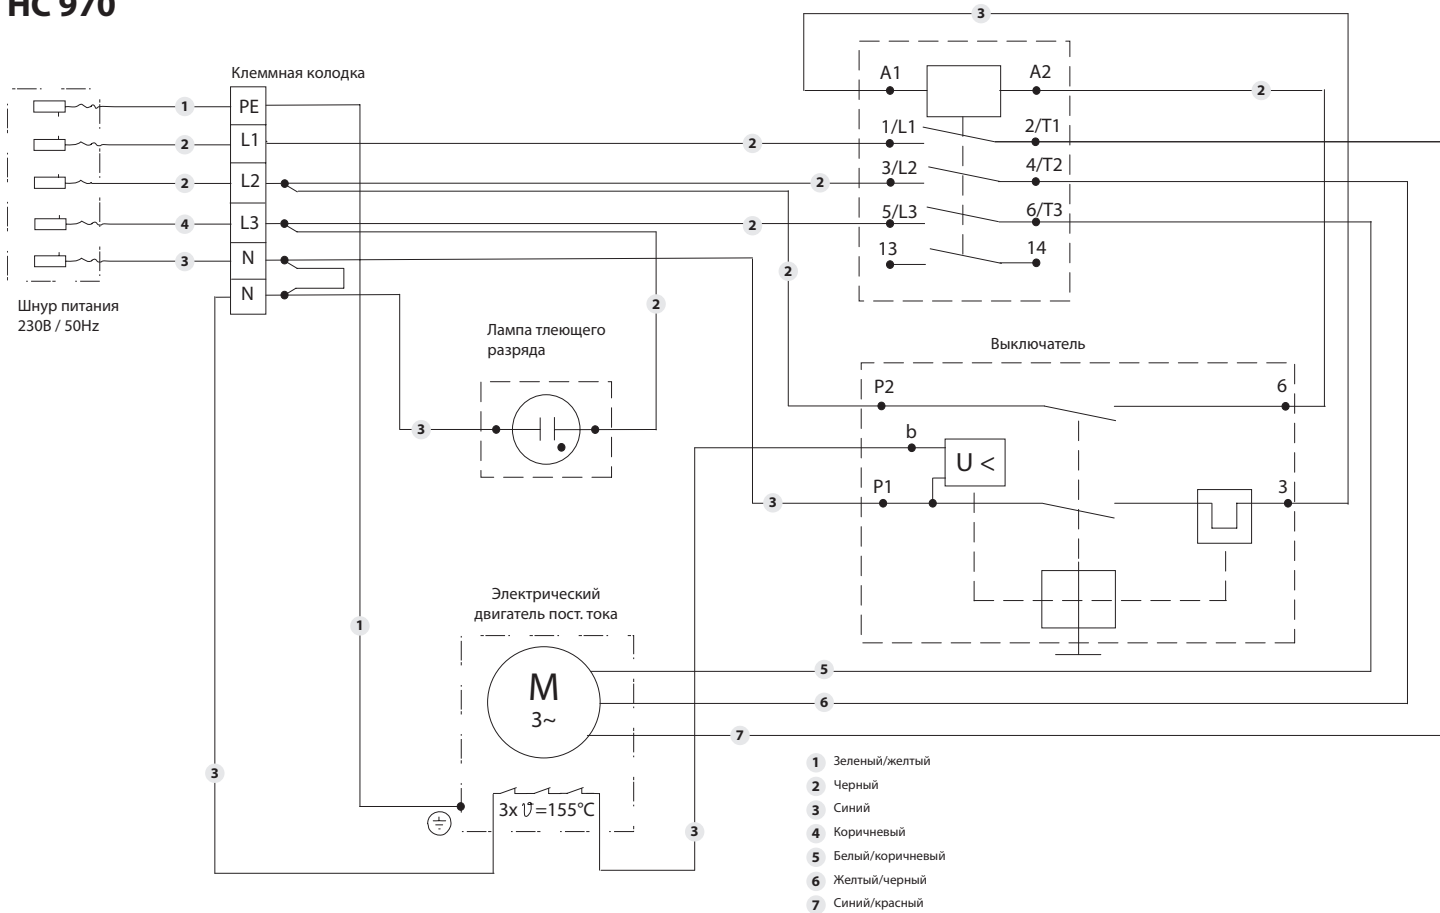 HC 970
Клеммная колодка
PE
L1
L2
L3
N
N
1
2
2
4
3
Шнур питания
230В / 50Hz
3
A1
A2
2
1/L1
2/T1
2
3/L2
4/T2
2
5/L3
6/T3
2
13
14
2
2
Лампа тлеющего
разряда
3
Выключатель
P2
6
b
U <
P1
3
3
Электрический
двигатель пост. тока
1
M
3~
5
6
7
3
3x ϑ=155°C
3
1 Зеленый/желтый
2 Черный
3 Синий
4 Коричневый
5 Белый/коричневый
6 Желтый/черный
7 Синий/красный